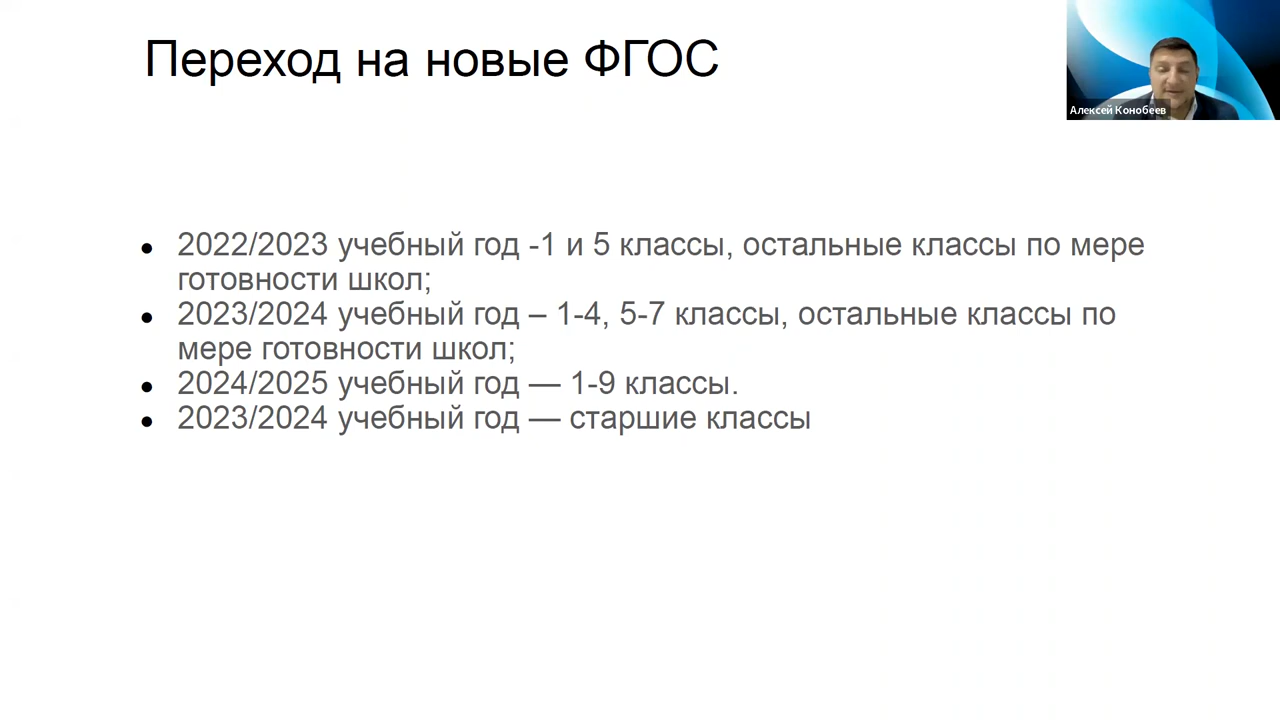 Переход на новые ФГОС
Алексей Конобеев
● 2022/2023 учебный год -1 и 5 классы, остальные классы по мере
готовности школ;
● 2023/2024 учебный год – 1-4, 5-7 классы, остальные классы по
мере готовности школ;
● 2024/2025 учебный год — 1-9 классы.
● 2023/2024 учебный год — старшие классы